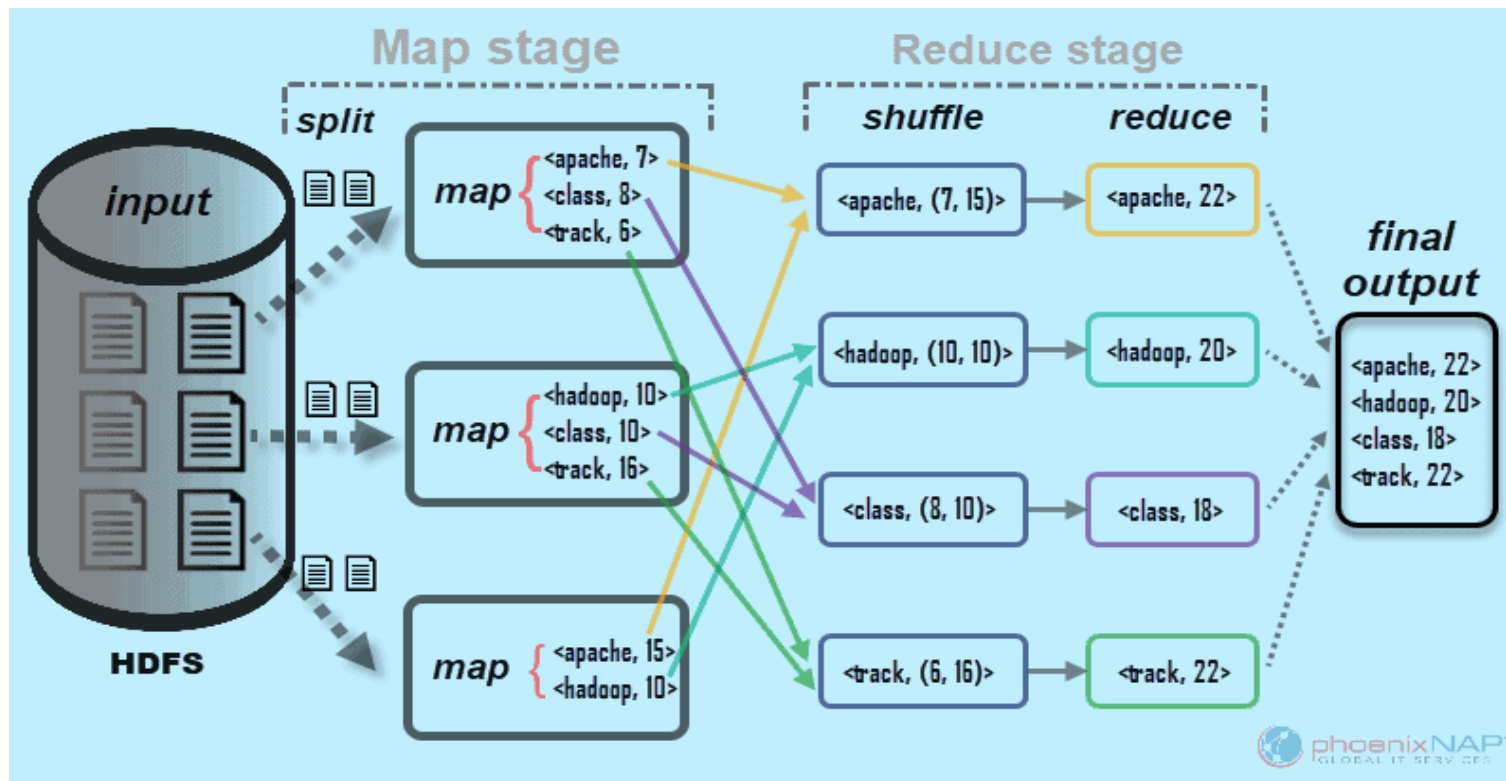 Map stage
Reduce stage
split
shuffle
reduce
input
HDFS
map
<apache, 7>
<class, 8>
<track, 6>
map
<hadoop, 10>
<class, 10>
<track, 16>
map
<apache, 15>
<hadoop, 10>
<apache, (7, 15)>
<apache, 22>
<hadoop, (10, 10)>
<hadoop, 20>
<class, (8, 10)>
<class, 18>
<track, (6, 16)>
<track, 22>
final
output
<apache, 22>
<hadoop, 20>
<class, 18>
<track, 22>
phoenixNAP
GLOBAL IT SERVICES